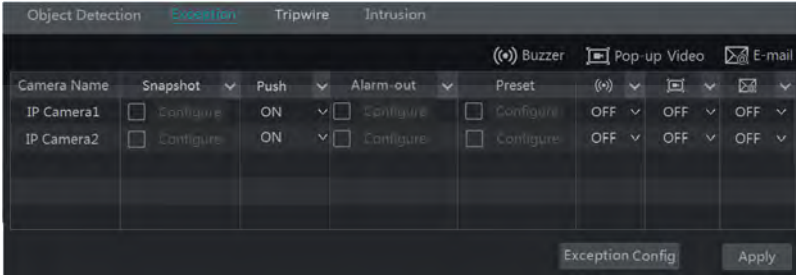 Object Detection Exception Tripwire Intrusion
Buzzer Pop-up Video E-mail
Camera Name Snapshot Push Alarm-out Preset
IP Camera1 Configure ON Configure Configure OFF OFF OFF
IP Camera2 Configure ON Configure Configure OFF OFF OFF
Exception Config Apply